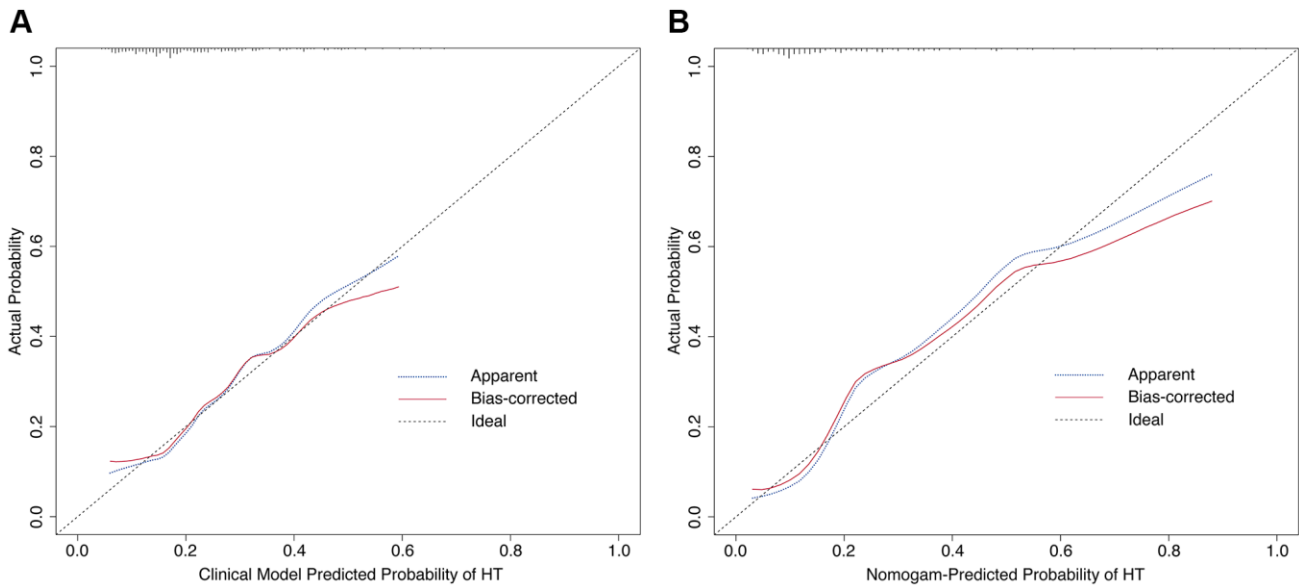 A
Actual Probability
1.0
0.8
0.6
0.4
0.2
0.0
Apparent
Bias-corrected
Ideal
0.0 0.2 0.4 0.6 0.8 1.0
Clinical Model Predicted Probability of HT
B
Actual Probability
1.0
0.8
0.6
0.4
0.2
0.0
Apparent
Bias-corrected
Ideal
0.0 0.2 0.4 0.6 0.8 1.0
Nomogam-Predicted Probability of HT